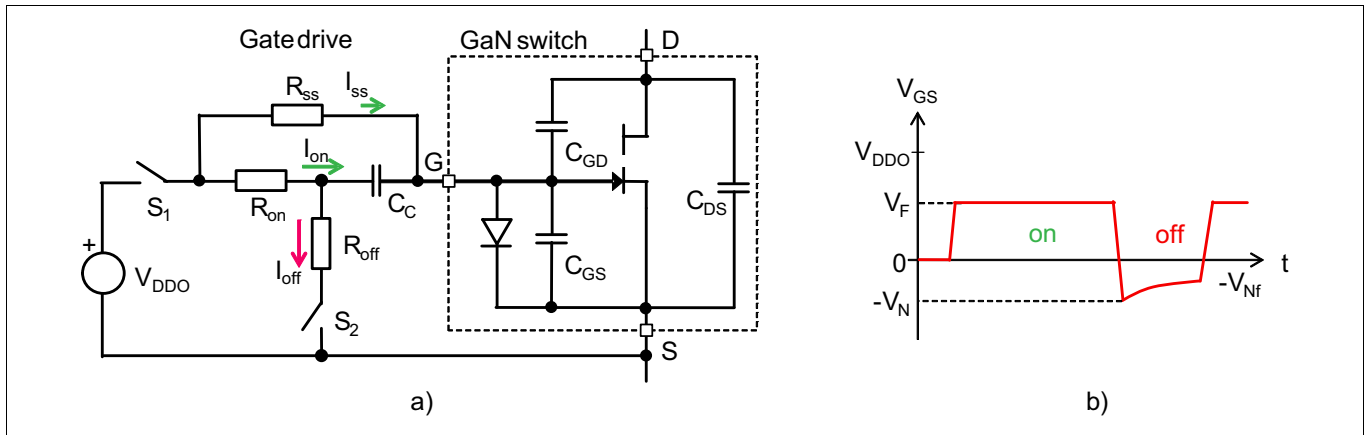 Gate drive
GaN switch
D
R_ss
I_ss
I_on
G
C_GD
S_1
R_on
C_C
C_DS
+
R_off
I_off
C_GS
V_DDO
S_2
S
a)
V_GS
V_DDO
V_F
on
off
0
t
-V_N
-V_Nf
b)